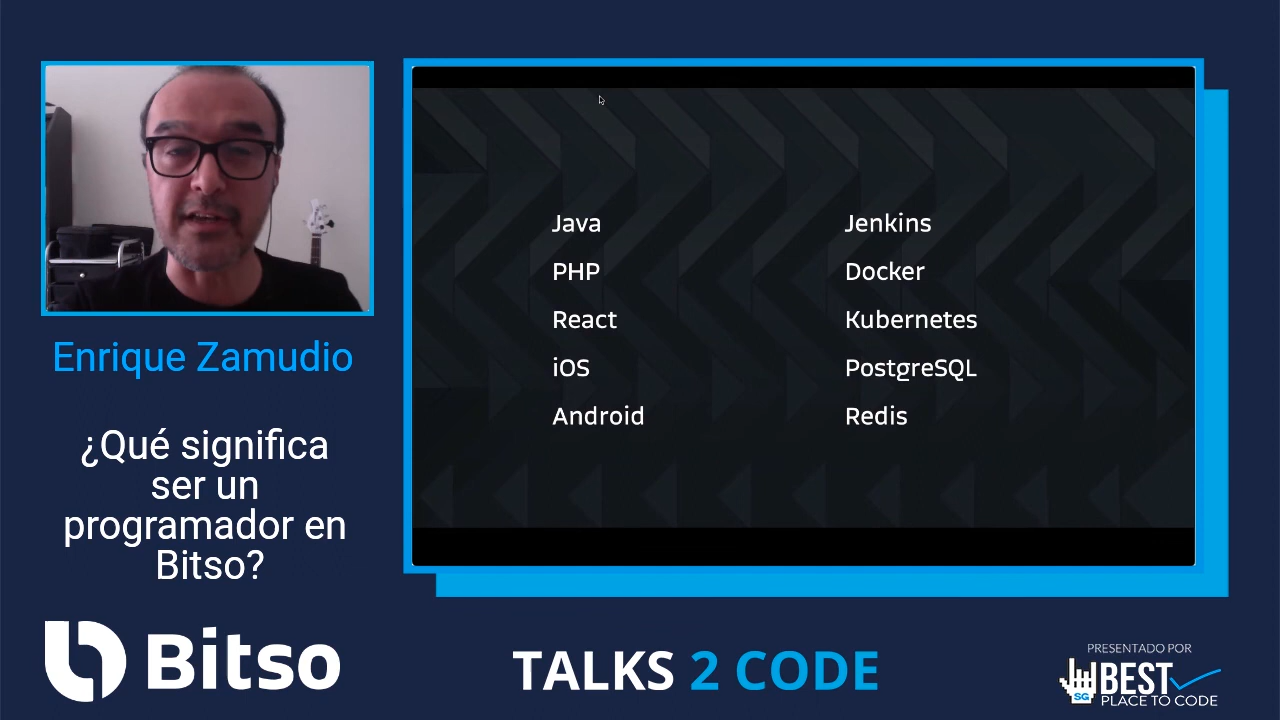 Enrique Zamudio
¿Qué significa
ser un
programador en
Bitso?
Bitso
Java
PHP
React
iOS
Android
Jenkins
Docker
Kubernetes
PostgreSQL
Redis
TALKS 2 CODE
PRESENTADO POR
SG
BEST
PLACE TO CODE